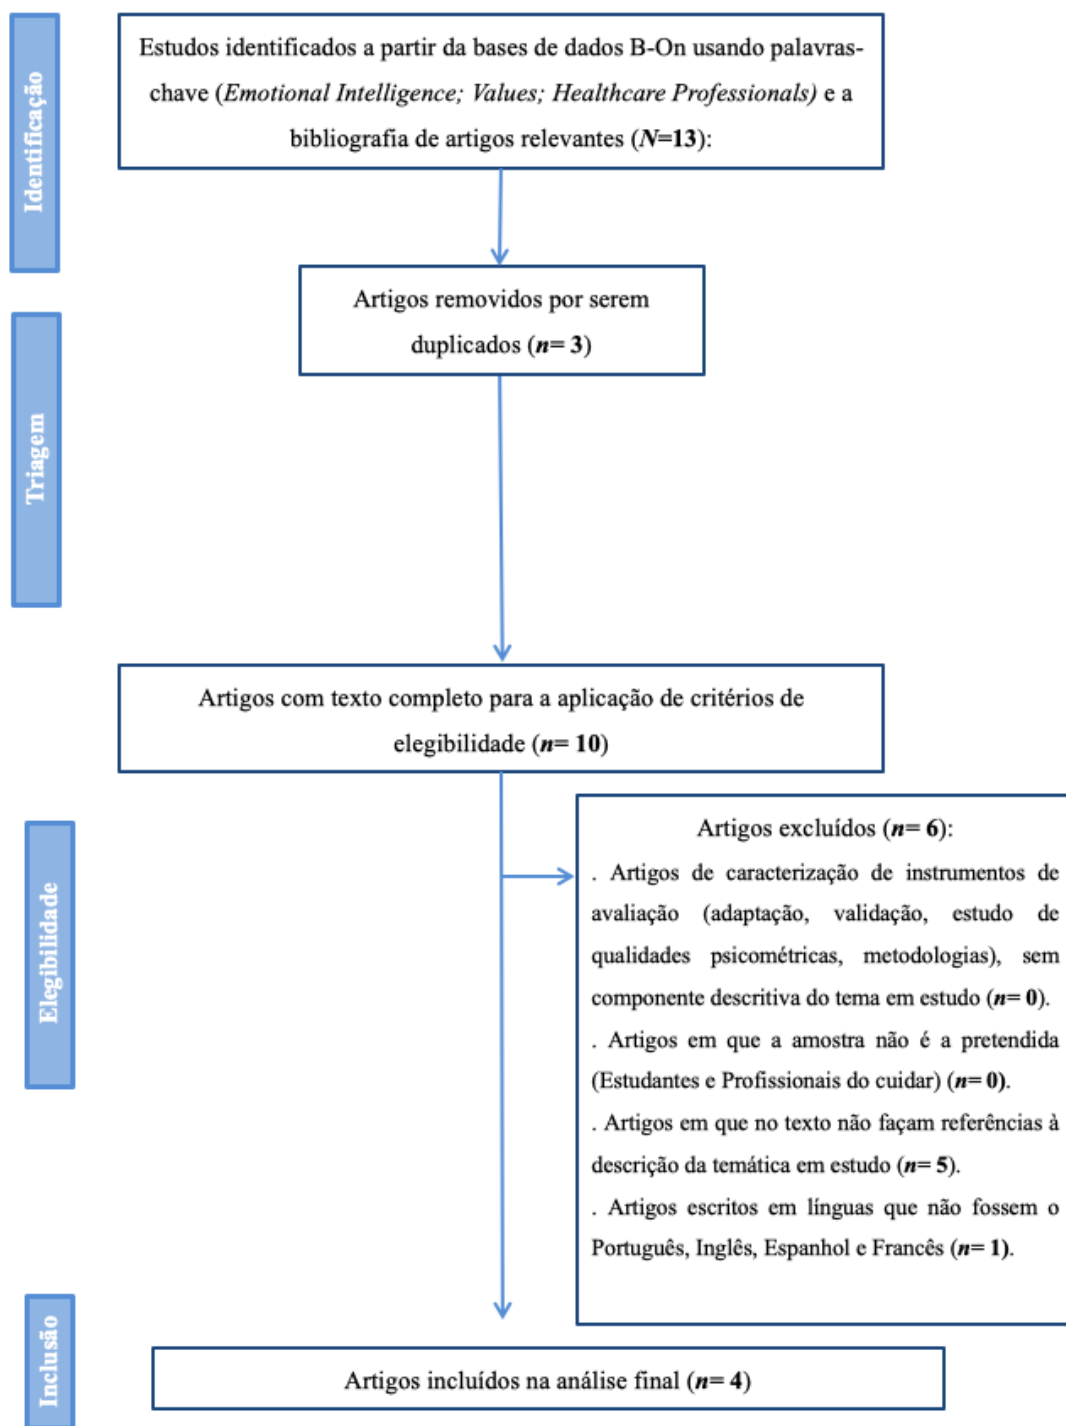 Identificação
Estudos identificados a partir da bases de dados B-On usando palavras-
chave (Emotional Intelligence; Values; Healthcare Professionals) e a
bibliografia de artigos relevantes (N=13):
Triagem
Artigos removidos por serem
duplicados (n= 3)
Artigos com texto completo para a aplicação de critérios de
elegibilidade (n= 10)
Elegibilidade
Artigos excluídos (n= 6):
. Artigos de caracterização de instrumentos de
avaliação (adaptação, validação, estudo de
qualidades psicométricas, metodologias), sem
componente descritiva do tema em estudo (n= 0).
. Artigos em que a amostra não é a pretendida
(Estudantes e Profissionais do cuidar) (n= 0).
. Artigos em que no texto não façam referências à
descrição da temática em estudo (n= 5).
. Artigos escritos em línguas que não fossem o
Português, Inglês, Espanhol e Francês (n= 1).
Inclusão
Artigos incluídos na análise final (n= 4)